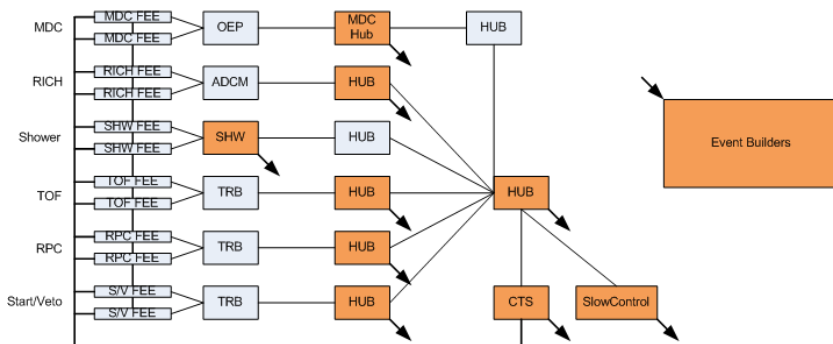 MDC FEE
MDC
OEP
MDC
Hub
HUB
MDC FEE
RICH FEE
RICH
ADCM
HUB
RICH FEE
SHW FEE
Shower
SHW
HUB
Event Builders
SHW FEE
TOF FEE
TOF
TRB
HUB
HUB
TOF FEE
RPC FEE
RPC
TRB
HUB
RPC FEE
S/V FEE
Start/Veto
TRB
HUB
CTS
SlowControl
S/V FEE